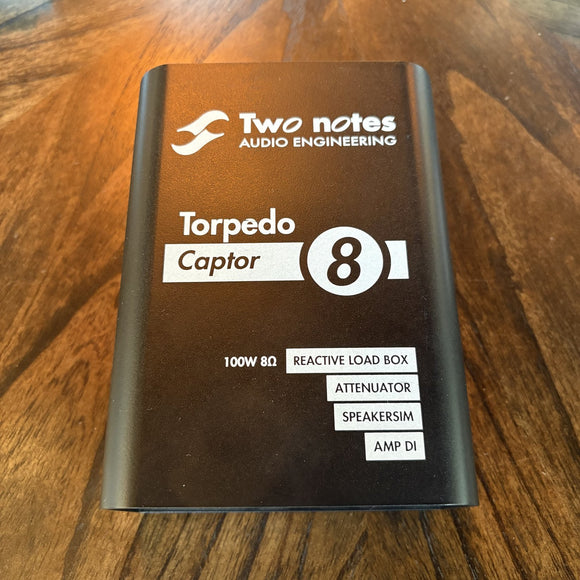 Two notes
AUDIO ENGINEERING
Torpedo
Captor 8
100W 8Ω REACTIVE LOAD BOX
ATTENUATOR
SPEAKERSIM
AMP DI